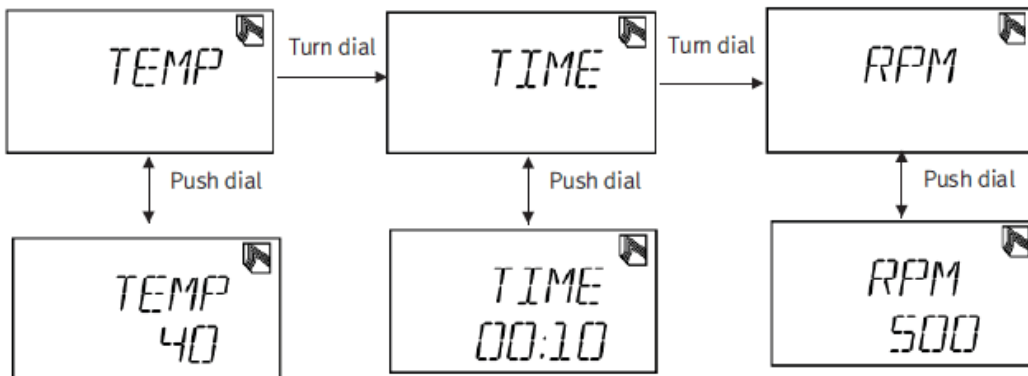 TEMP
Turn dial
TIME
Turn dial
RPM
Push dial
Push dial
Push dial
TEMP
40
TIME
00:10
RPM
500